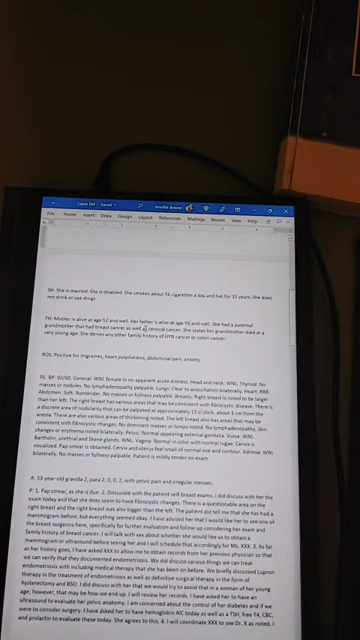 File Home Insert Draw Design Layout References Mailings Review View Help
SH: She is married. She is disabled. She smokes about 56 cigarettes a day and has for 15 years. She does
not drink or use drugs.
FH: Mother is alive at age 52 and well. Her father is alive at age 55 and well. She had a paternal
grandmother that had breast cancer as well as cervical cancer. She states her grandmother died at a
very young age. She denies any other family history of GYN cancer or colon cancer.
ROS: Positive for migraines, heart palpitations, abdominal pain, anxiety.
PE: BP: 92/60. General: WNL female in no apparent acute distress. Head and neck: WNL. Thyroid: No
masses or nodules. No lymphadenopathy palpable. Lungs: Clear to auscultation bilaterally. Heart: RRR.
Abdomen: Soft. Nontender. No masses or fullness palpable. Breasts: Right breast is noted to be larger
than her left. The right breast has various areas that may be consistent with fibrocystic disease. There is
a discrete area of nodularity that can be palpated at approximately 11 o'clock, about 3 cm from the
areola. There are also various areas of thickening noted. The left breast also has areas that may be
consistent with fibrocystic changes. No dominant masses or lumps noted. No lymphadenopathy, skin
changes or erythema noted bilaterally. Pelvic: Normal appearing external genitalia. Vulva: WNL.
Bartholin, urethral and Skene glands: WNL. Vagina: Normal in color with normal rugae. Cervix is
visualized. Pap smear is obtained. Cervix and uterus feel small of normal size and contour. Adnexa: WNL
bilaterally. No masses or fullness palpable. Patient is mildly tender on exam.
A: 33-year-old gravida 2, para 2, 0, 0, 2, with pelvic pain and irregular menses.
P: 1. Pap smear, as she is due. 2. Discussed with the patient self-breast exams. I did discuss with her the
exam today and that she does seem to have fibrocystic changes. There is a questionable area on the
right breast and the right breast was also bigger than the left. The patient did tell me that she has had a
mammogram before, but everything seemed okay. I have advised her that I would like her to see one of
the breast surgeons here, specifically for further evaluation and follow up considering her exam and
family history of breast cancer. I will talk with xxx about whether she would like us to obtain a
mammogram or ultrasound before seeing her and I will schedule that accordingly for Ms. XXX. 3. As far
as her history goes, I have asked XXX to allow me to obtain records from her previous physician so that
we can verify that they documented endometriosis. We did discuss various ways we can treat
endometriosis with including medical therapy that she has been on before. We briefly discussed Lupron
therapy in the treatment of endometriosis as well as definitive surgical therapy in the form of
hysterectomy and BSO. I did discuss with her that we would try to avoid that in a woman of her young
age; however, that may be how we end up. I will review her records. I have asked her to have an
ultrasound to evaluate her pelvic anatomy. I am concerned about the control of her diabetes and if we
were to consider surgery. I have asked her to have hemoglobin AIC today as well as a TSH, free T4, CBC,
and prolactin to evaluate these today. She agrees to this. 4. I will coordinate XXX to see Dr. X as noted. I